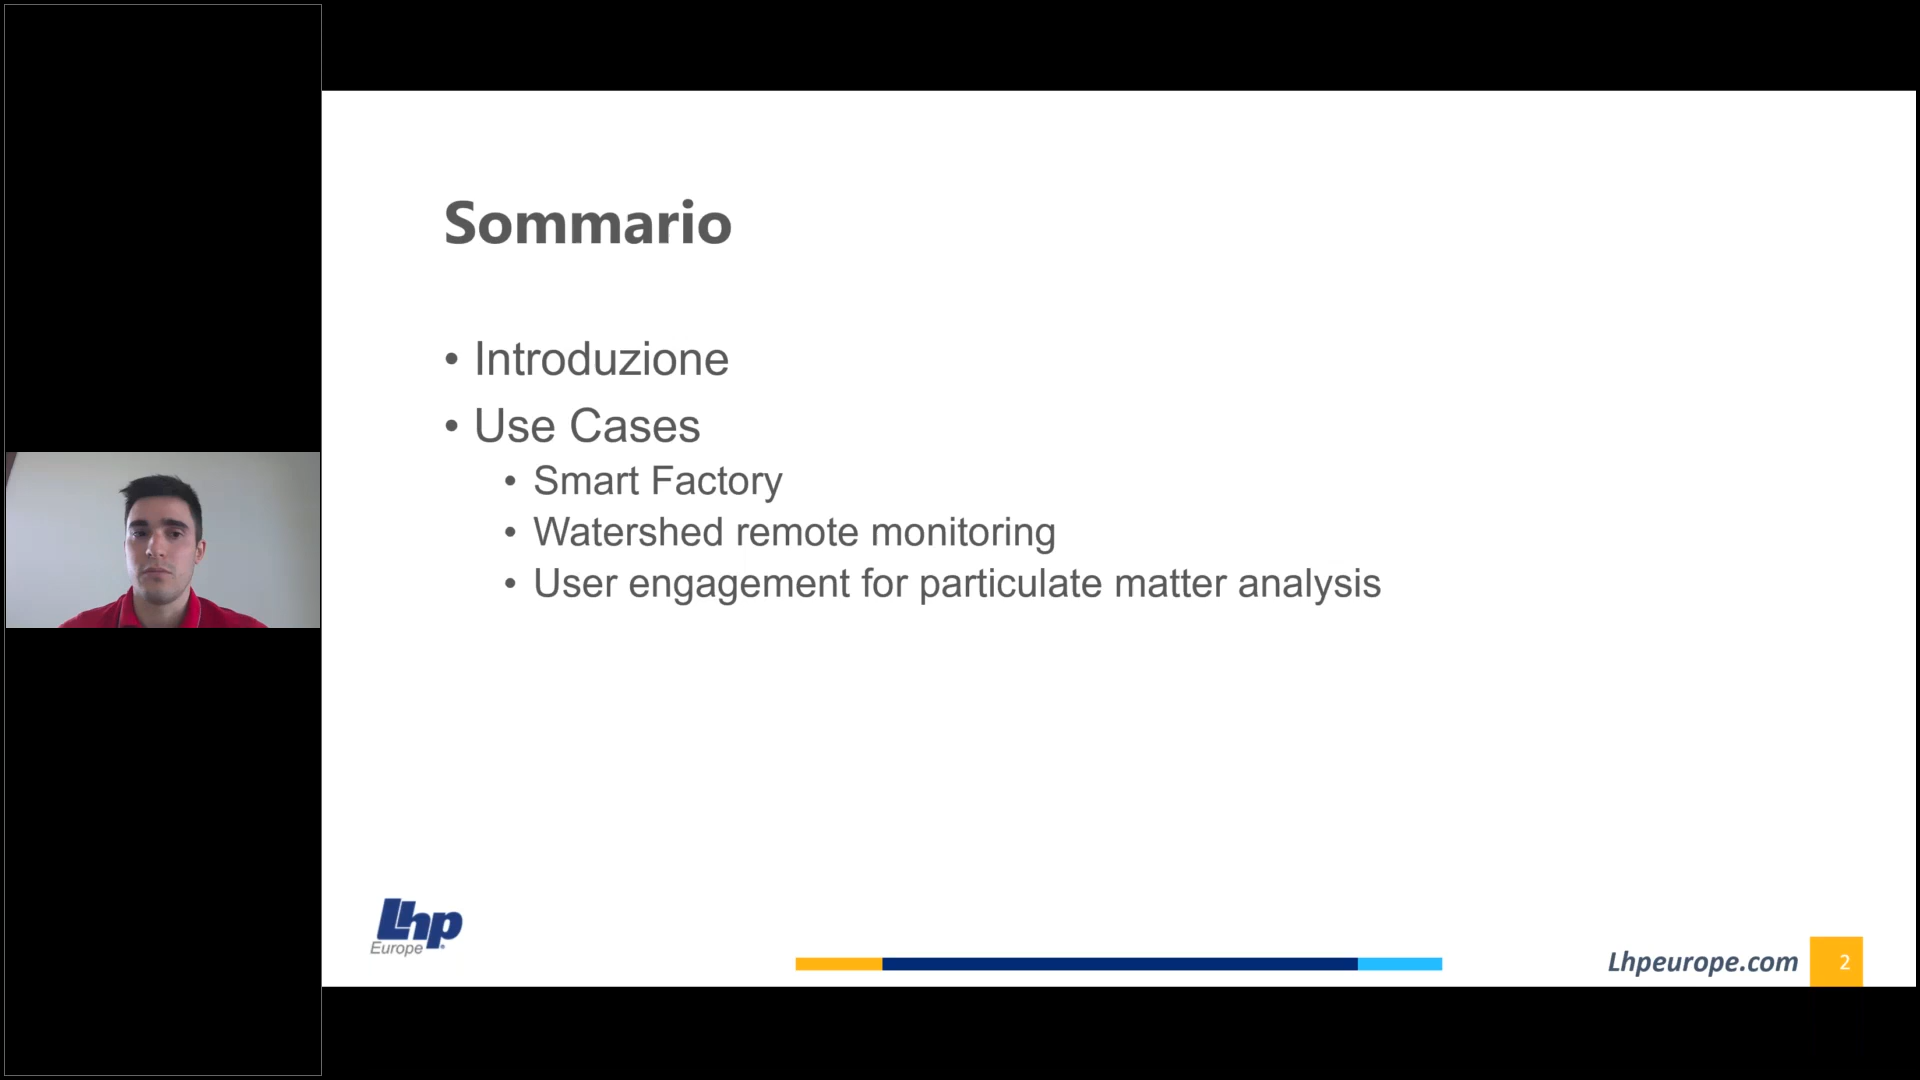 Sommario
• Introduzione
• Use Cases
• Smart Factory
• Watershed remote monitoring
• User engagement for particulate matter analysis
Lhp
Europe
Lhpeurope.com
2